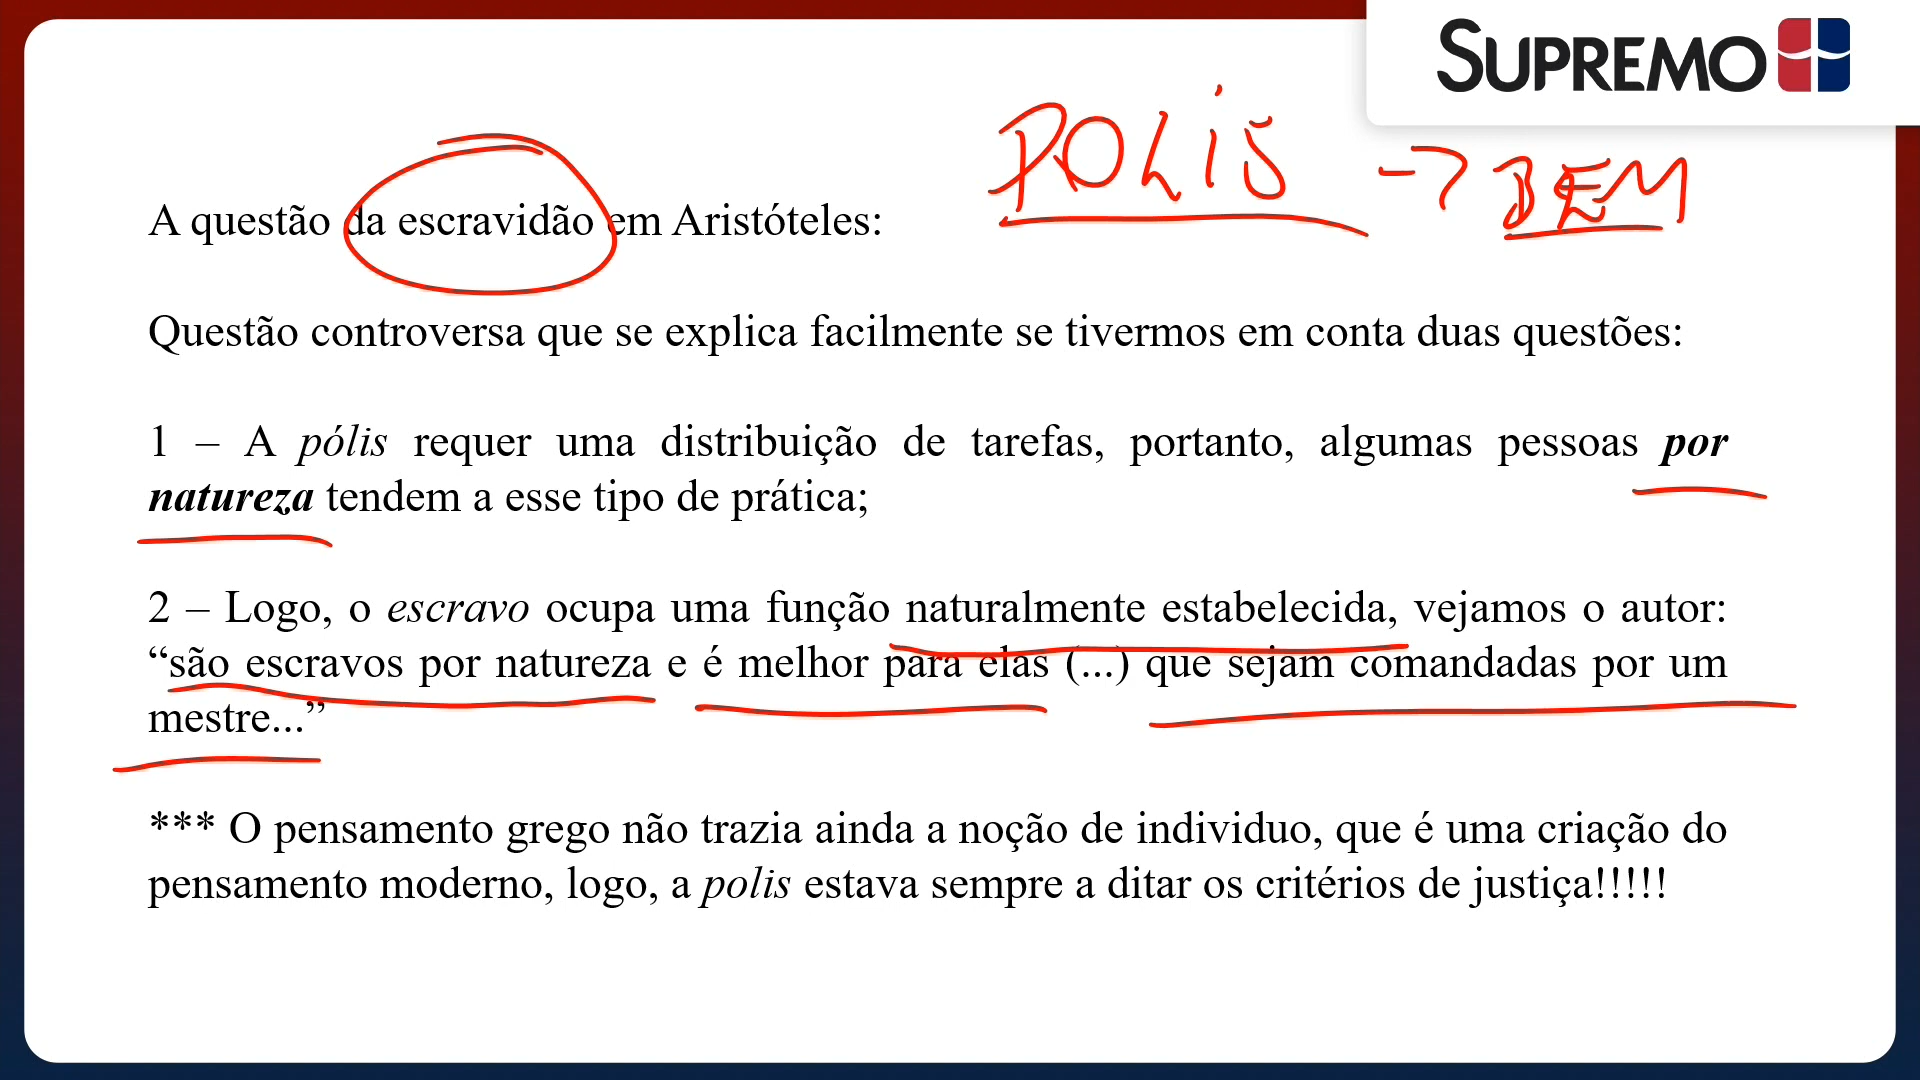 SUPREMO
POLIS → BEM
A questão da escravidão em Aristóteles:
Questão controversa que se explica facilmente se tivermos em conta duas questões:
1 – A pólis requer uma distribuição de tarefas, portanto, algumas pessoas por
natureza tendem a esse tipo de prática;
2 – Logo, o escravo ocupa uma função naturalmente estabelecida, vejamos o autor:
“são escravos por natureza e é melhor para elas (...) que sejam comandadas por um
mestre...”
*** O pensamento grego não trazia ainda a noção de individuo, que é uma criação do
pensamento moderno, logo, a polis estava sempre a ditar os critérios de justiça!!!!!